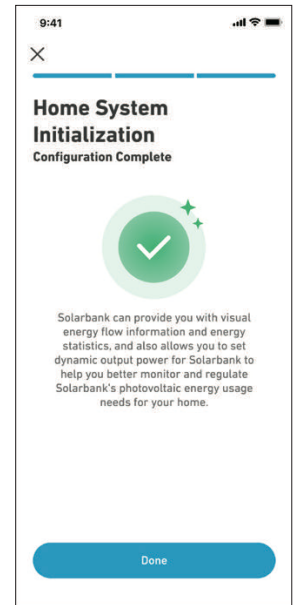 9:41
Home System
Initialization
Configuration Complete
Solarbank can provide you with visual
energy flow information and energy
statistics, and also allows you to set
dynamic output power for Solarbank to
help you better monitor and regulate
Solarbank's photovoltaic energy usage
needs for your home.
Done